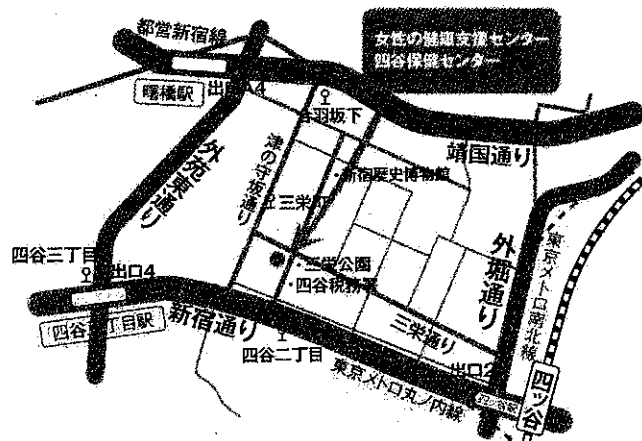 都営新宿線
女性の健康支援センター
四谷保健センター
曙橋駅
出口A4
合羽坂下
靖国通り
外苑東通り
津の守坂通り
新宿歴史博物館
三栄町
四谷三丁目
出口4
三栄公園
四谷税務署
外堀通り
東京メトロ南北線
四谷三丁目駅
新宿通り
四谷二丁目
三栄通り
東京メトロ丸ノ内線
出口2
四ッ谷駅
四ッ谷